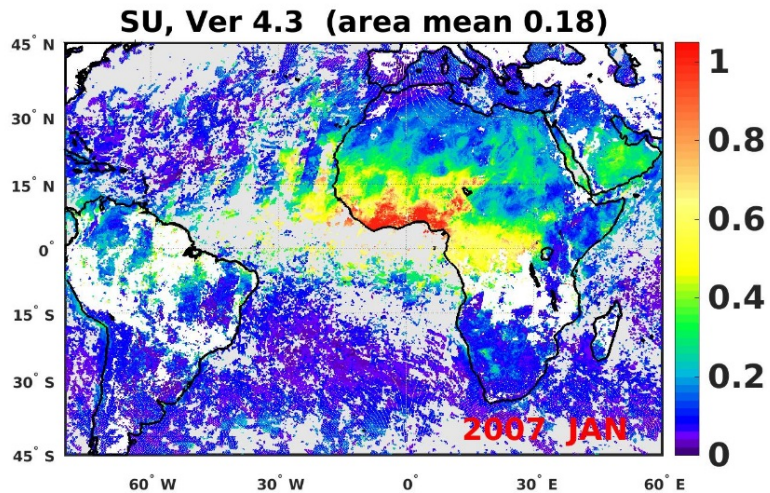 SU, Ver 4.3 (area mean 0.18)
45° N
30° N
15° N
0°
15° S
30° S
45° S
60° W
30° W
0°
30° E
60° E
1
0.8
0.6
0.4
0.2
0
2007 JAN